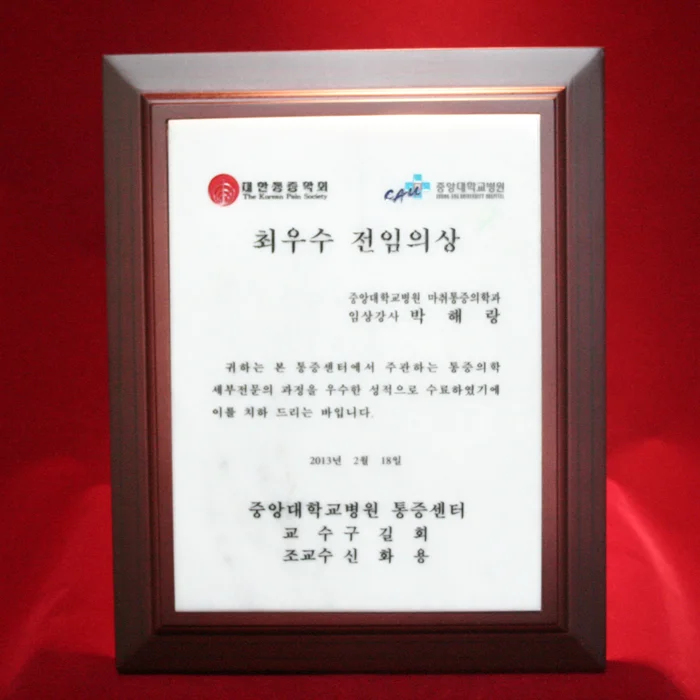 대한통증학회
The Korean Pain Society
CAU 중앙대학교병원
CHUNG-ANG UNIVERSITY HOSPITAL
최우수 전임의상
중앙대학교병원 마취통증의학과
임상강사 박 해 랑
귀하는 본 통증센터에서 주관하는 통증의학
세부전문의 과정을 우수한 성적으로 수료하였기에
이를 치하 드리는 바입니다.
2013년 2월 18일
중앙대학교병원 통증센터
교 수 구 길 회
조교수 신 화 용